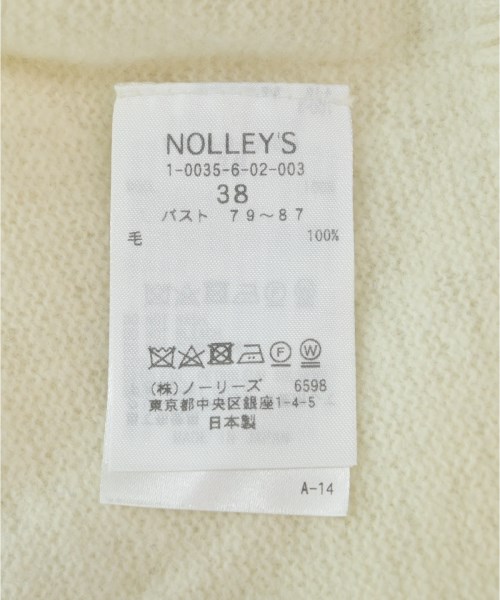 NOLLEY'S
1-0035-6-02-003
38
バスト 79～87
毛 100%
F W
(株)ノーリーズ 6598
東京都中央区銀座1-4-5
日本製
A-14